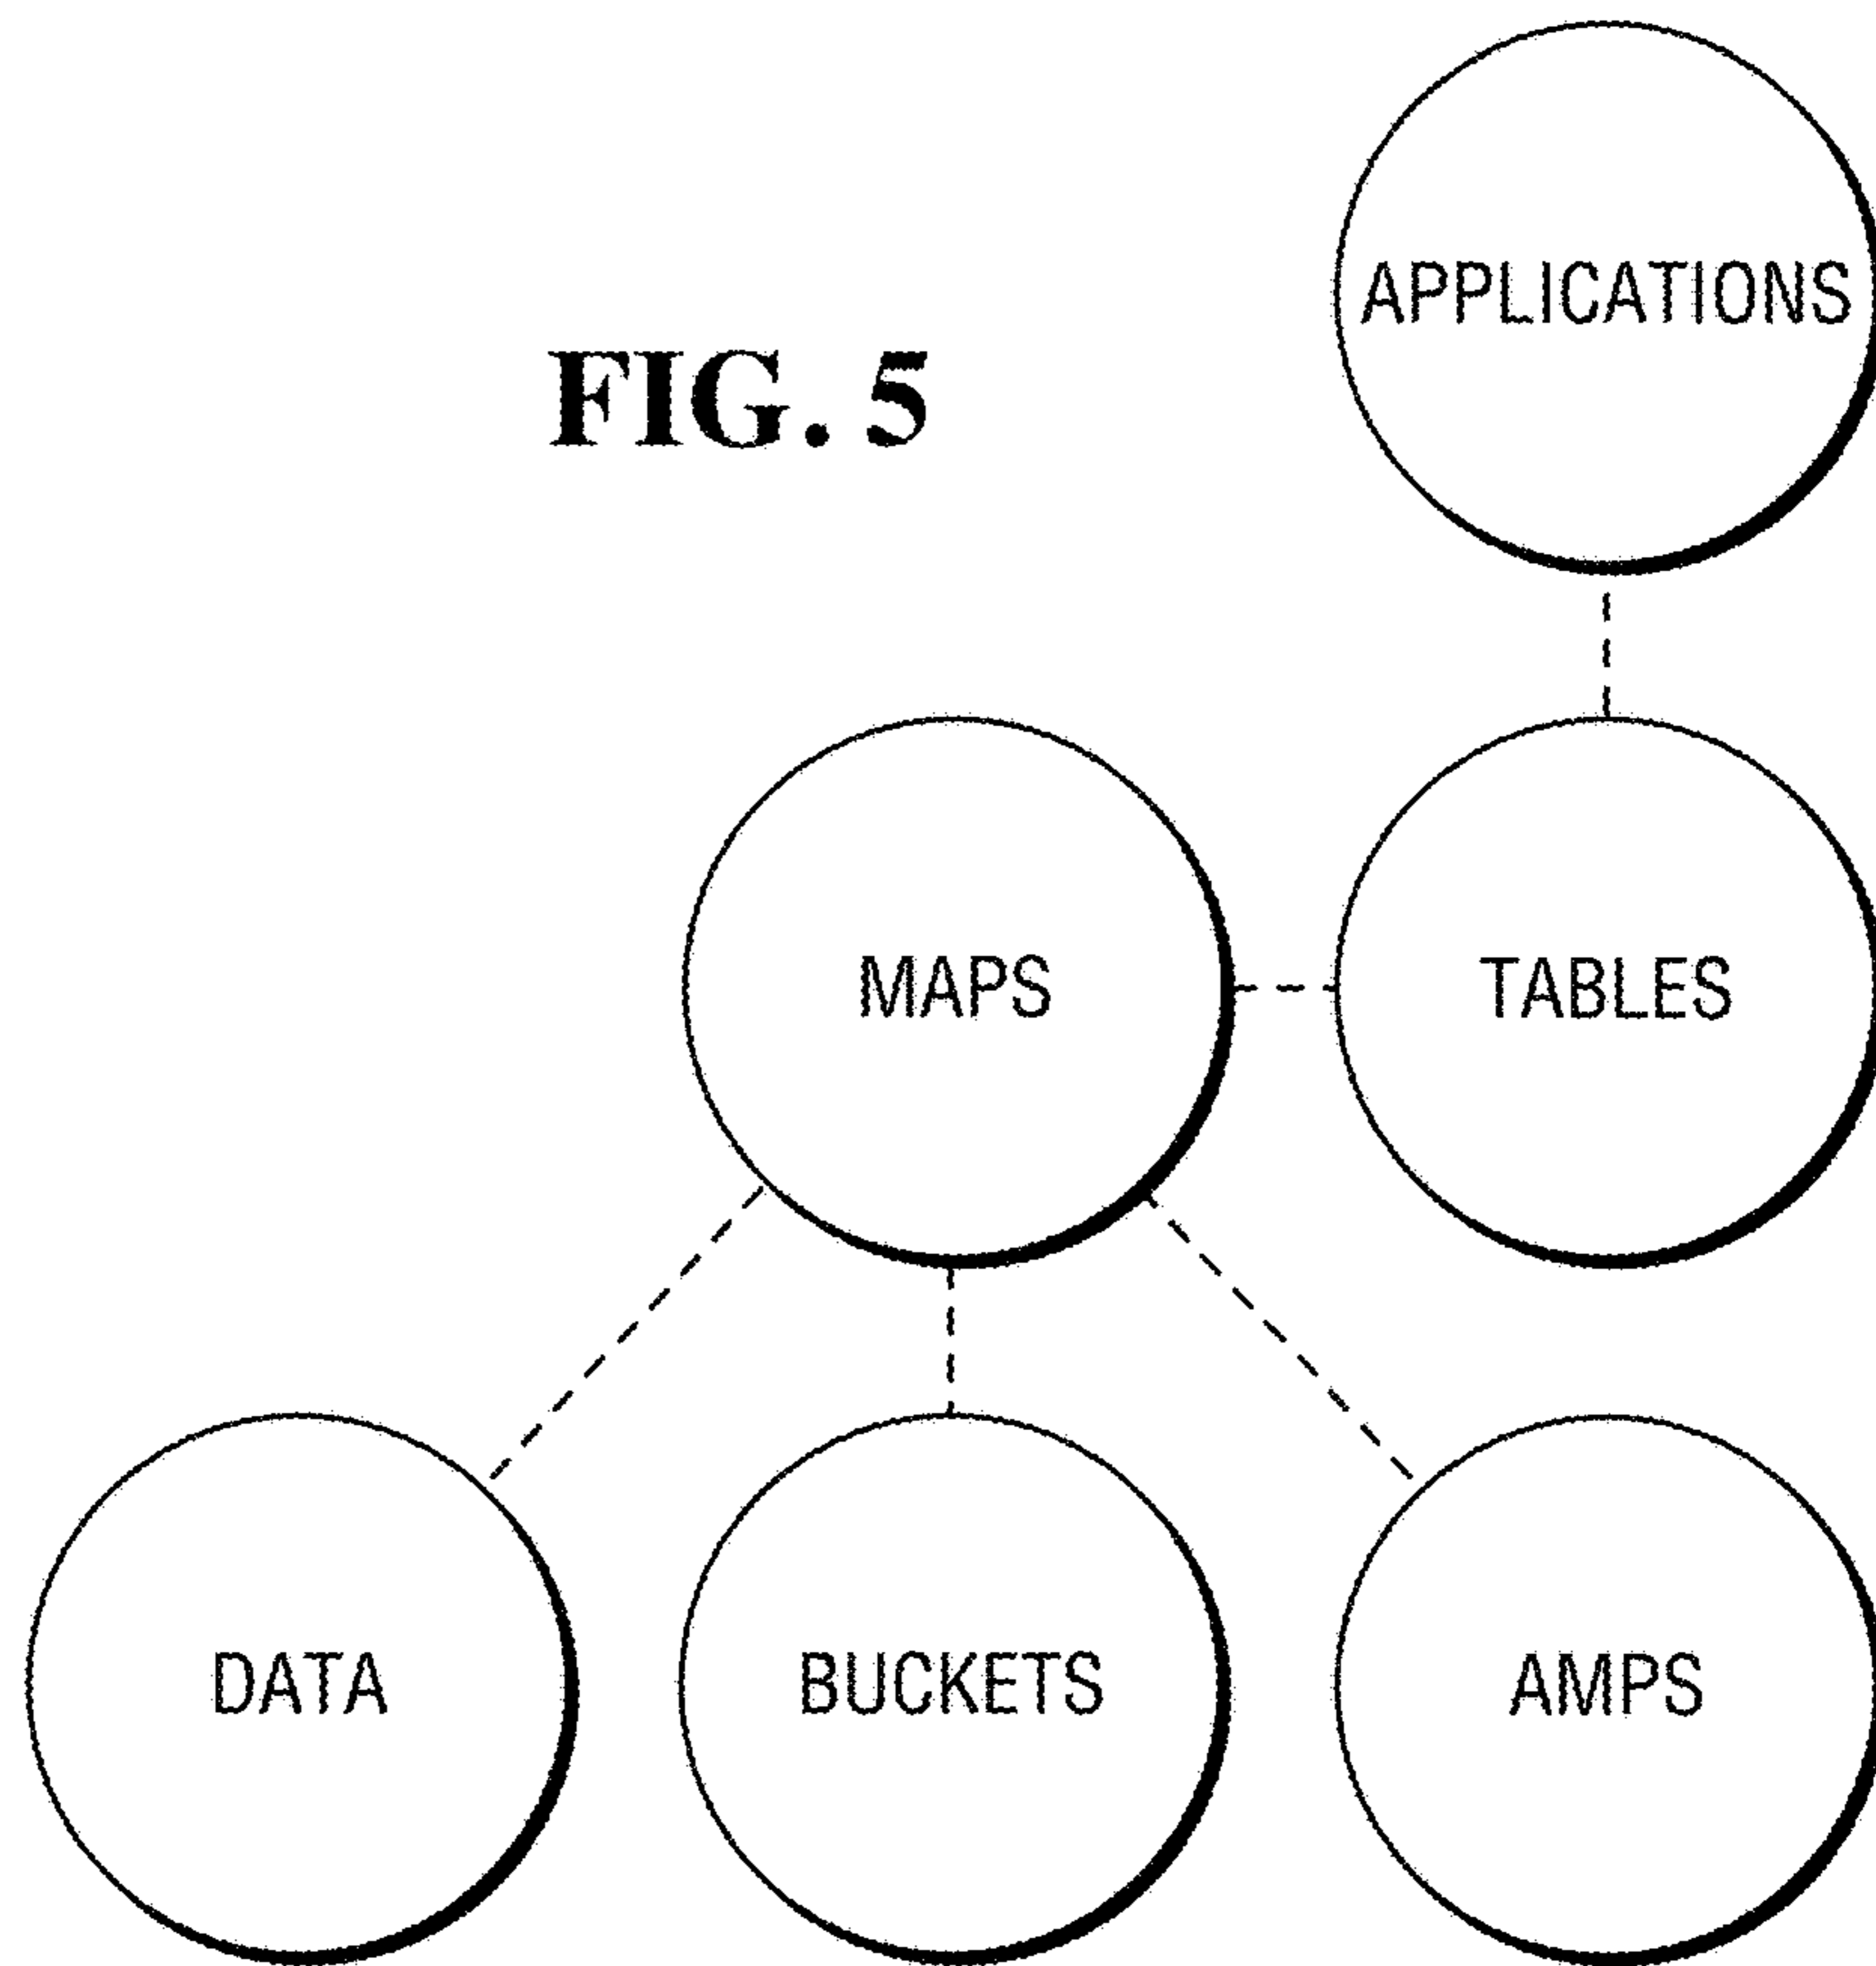 APPLICATIONS
FIG. 5
MAPS
TABLES
DATA
BUCKETS
AMPS